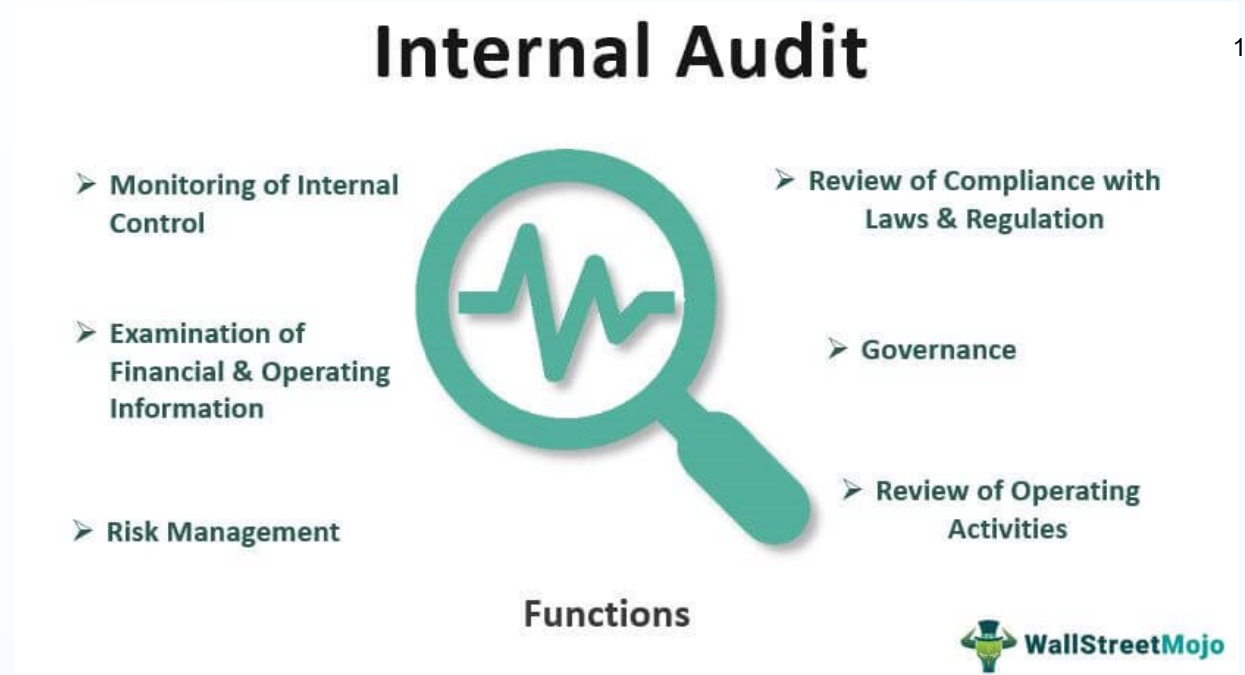 Internal Audit
1
➢ Monitoring of Internal
Control
➢ Examination of
Financial & Operating
Information
➢ Risk Management
➢ Review of Compliance with
Laws & Regulation
➢ Governance
➢ Review of Operating
Activities
Functions
WallStreetMojo